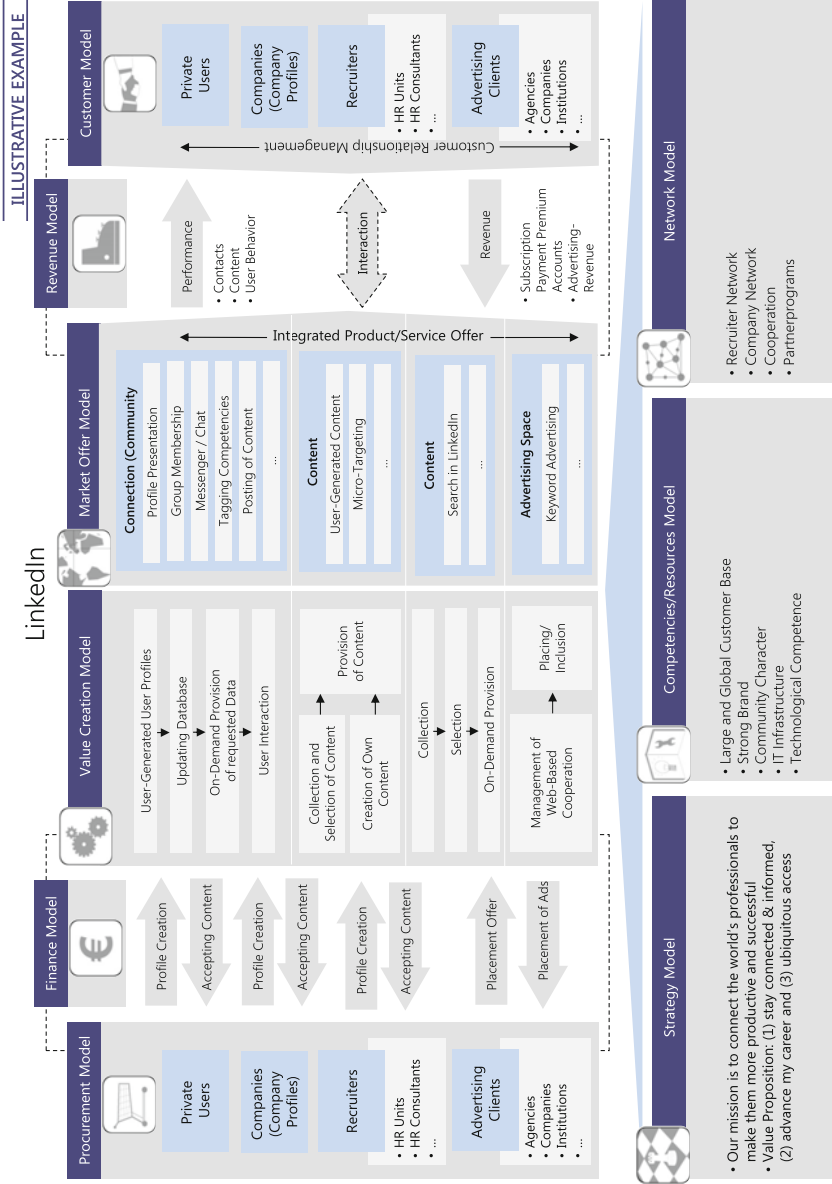 ILLUSTRATIVE EXAMPLE
LinkedIn
Procurement Model
Private
Users
Companies
(Company
Profiles)
Recruiters
• HR Units
• HR Consultants
• ...
Advertising
Clients
• Agencies
• Companies
• Institutions
• ...
Finance Model
€
Profile Creation
Accepting Content
Profile Creation
Accepting Content
Profile Creation
Accepting Content
Placement Offer
Placement of Ads
Value Creation Model
User-Generated User Profiles
Updating Database
On-Demand Provision
of requested Data
User Interaction
Collection and
Selection of Content
Creation of Own
Content
Provision
of Content
Collection
Selection
On-Demand Provision
Management of
Web-Based
Cooperation
Placing/
Inclusion
Market Offer Model
Connection (Community
Profile Presentation
Group Membership
Messenger / Chat
Tagging Competencies
Posting of Content
...
Content
User-Generated Content
Micro-Targeting
...
Content
Search in LinkedIn
...
Advertising Space
Keyword Advertising
...
Integrated Product/Service Offer
Revenue Model
Performance
• Contacts
• Content
• User Behavior
Interaction
Revenue
• Subscription
Payment Premium
Accounts
• Advertising-
Revenue
Customer Model
Private
Users
Companies
(Company
Profiles)
Recruiters
• HR Units
• HR Consultants
• ...
Advertising
Clients
• Agencies
• Companies
• Institutions
• ...
Customer Relationship Management
Strategy Model
• Our mission is to connect the world's professionals to
make them more productive and successful
• Value Proposition: (1) stay connected & informed,
(2) advance my career and (3) ubiquitous access
Competencies/Resources Model
• Large and Global Customer Base
• Strong Brand
• Community Character
• IT Infrastructure
• Technological Competence
Network Model
• Recruiter Network
• Company Network
• Cooperation
• Partnerprograms